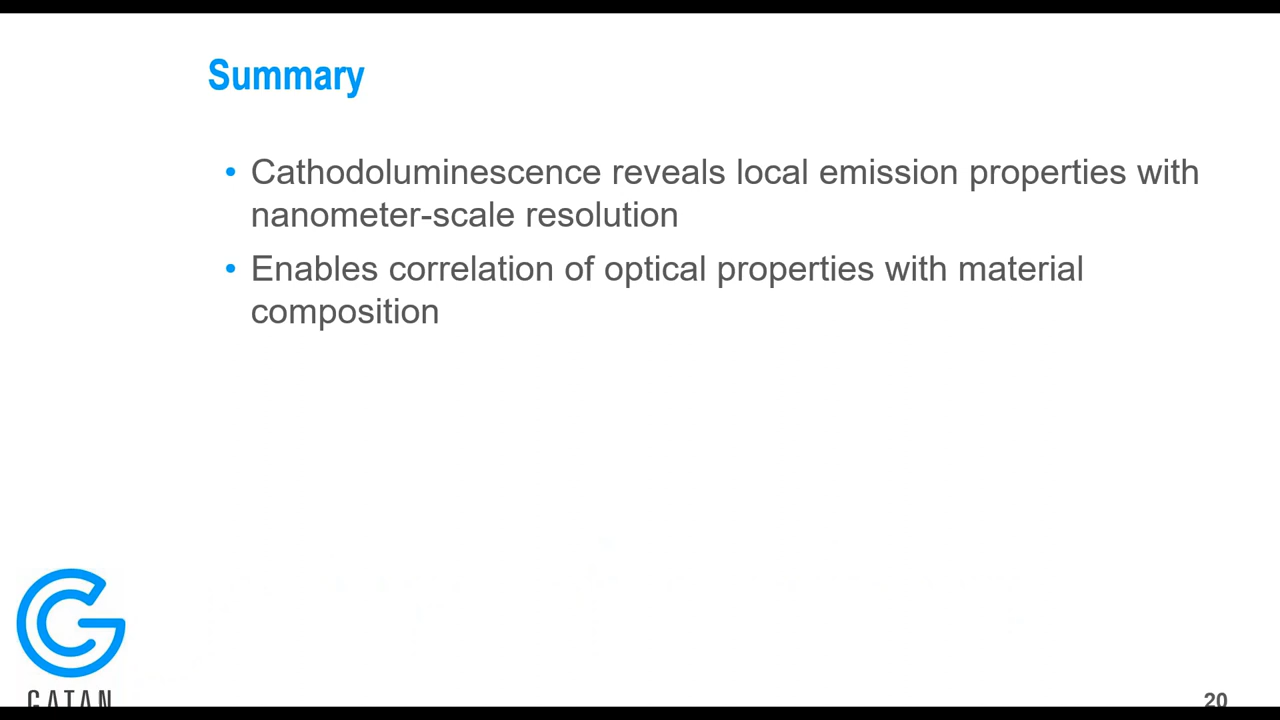 Summary
• Cathodoluminescence reveals local emission properties with
nanometer-scale resolution
• Enables correlation of optical properties with material
composition
GATAN
20